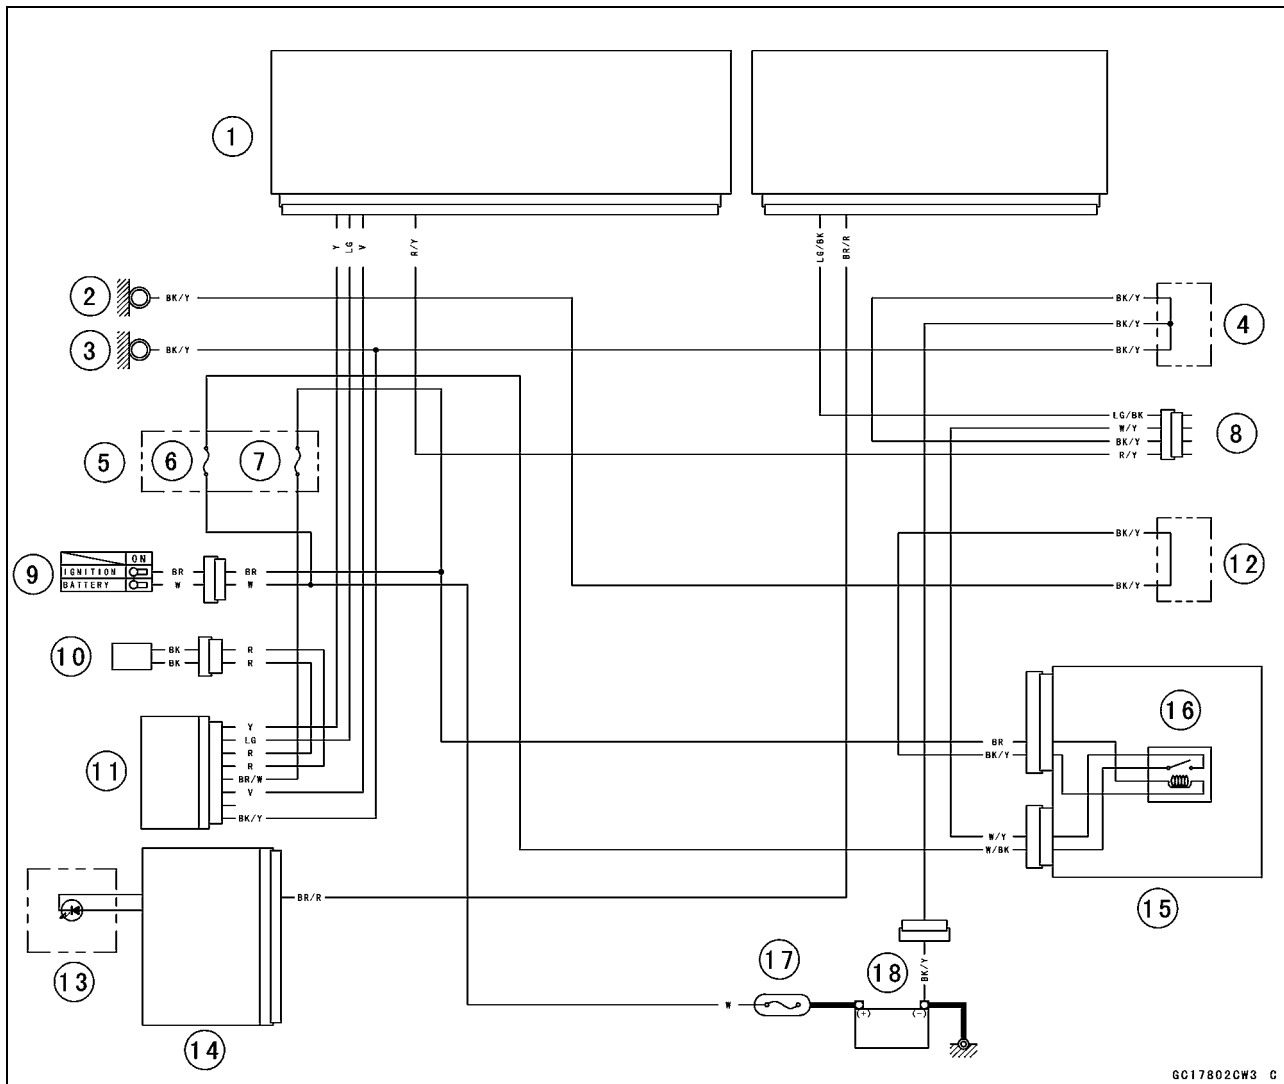 1
Y
LG
V
R/Y
LG/BK
BR/R
2
BK/Y
BK/Y
4
BK/Y
3
BK/Y
BK/Y
LG/BK
W/Y
8
BK/Y
R/Y
5
6
7
BK/Y
12
BK/Y
9
ON
IGNITION
BATTERY
BR
W
BR
W
10
BK
BK
R
R
16
11
Y
LG
R
R
BR/W
V
BK/Y
BR
BK/Y
W/Y
W/BK
15
13
BR/R
14
17
18
BK/Y
W
(+)
(-)
GC17802CW3 C